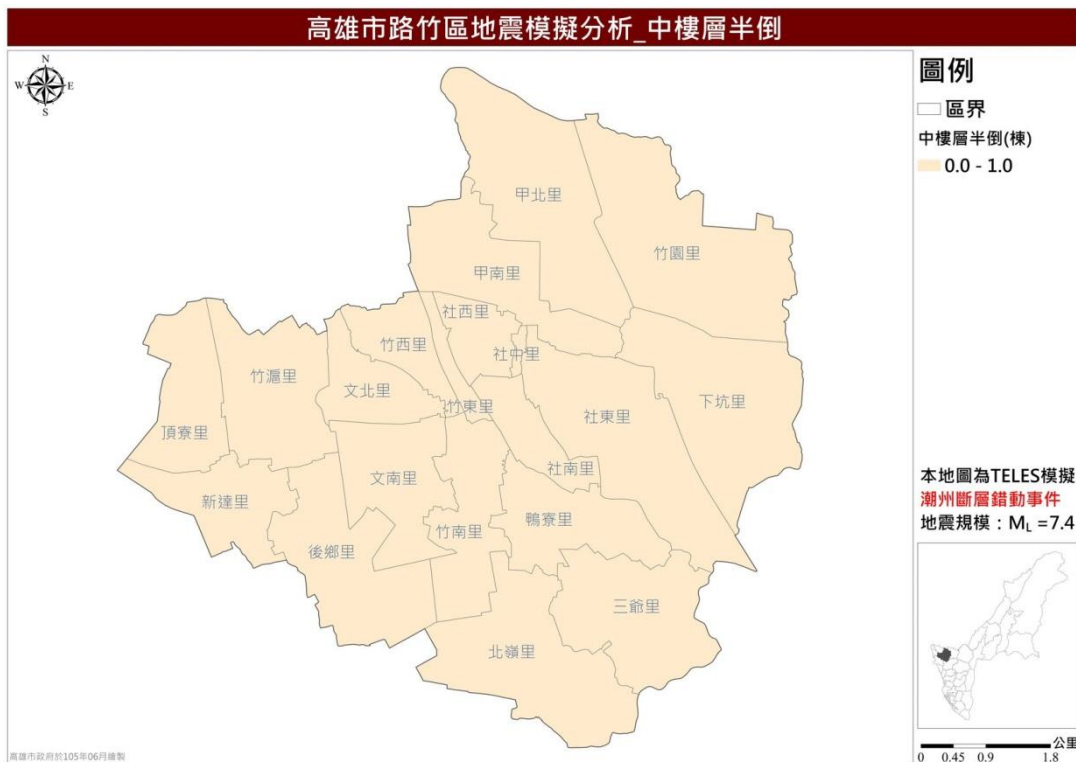 高雄市路竹區地震模擬分析_中樓層半倒
N
W
E
S
圖例
區界
中樓層半倒(棟)
0.0 - 1.0
甲北里
竹園里
甲南里
社西里
竹西里
社中里
竹滬里
文北里
竹東里
社東里
下坑里
頂寮里
社南里
文南里
新達里
鴨寮里
竹南里
後鄉里
三爺里
北嶺里
本地圖為TELES模擬
潮州斷層錯動事件
地震規模：ML =7.4
公里
0 0.45 0.9 1.8
高雄市政府於105年06月繪製